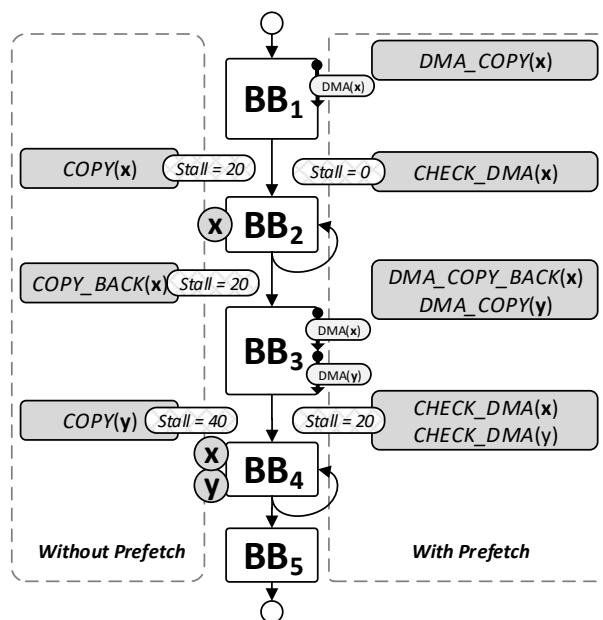 DMA_COPY(x)
BB1
DMA(x)
COPY(x)
Stall = 20
Stall = 0
CHECK_DMA(x)
x
BB2
COPY_BACK(x)
Stall = 20
DMA_COPY_BACK(x)
DMA_COPY(y)
DMA(x)
BB3
DMA(y)
COPY(y)
Stall = 40
Stall = 20
CHECK_DMA(x)
CHECK_DMA(y)
x
BB4
y
Without Prefetch
BB5
With Prefetch